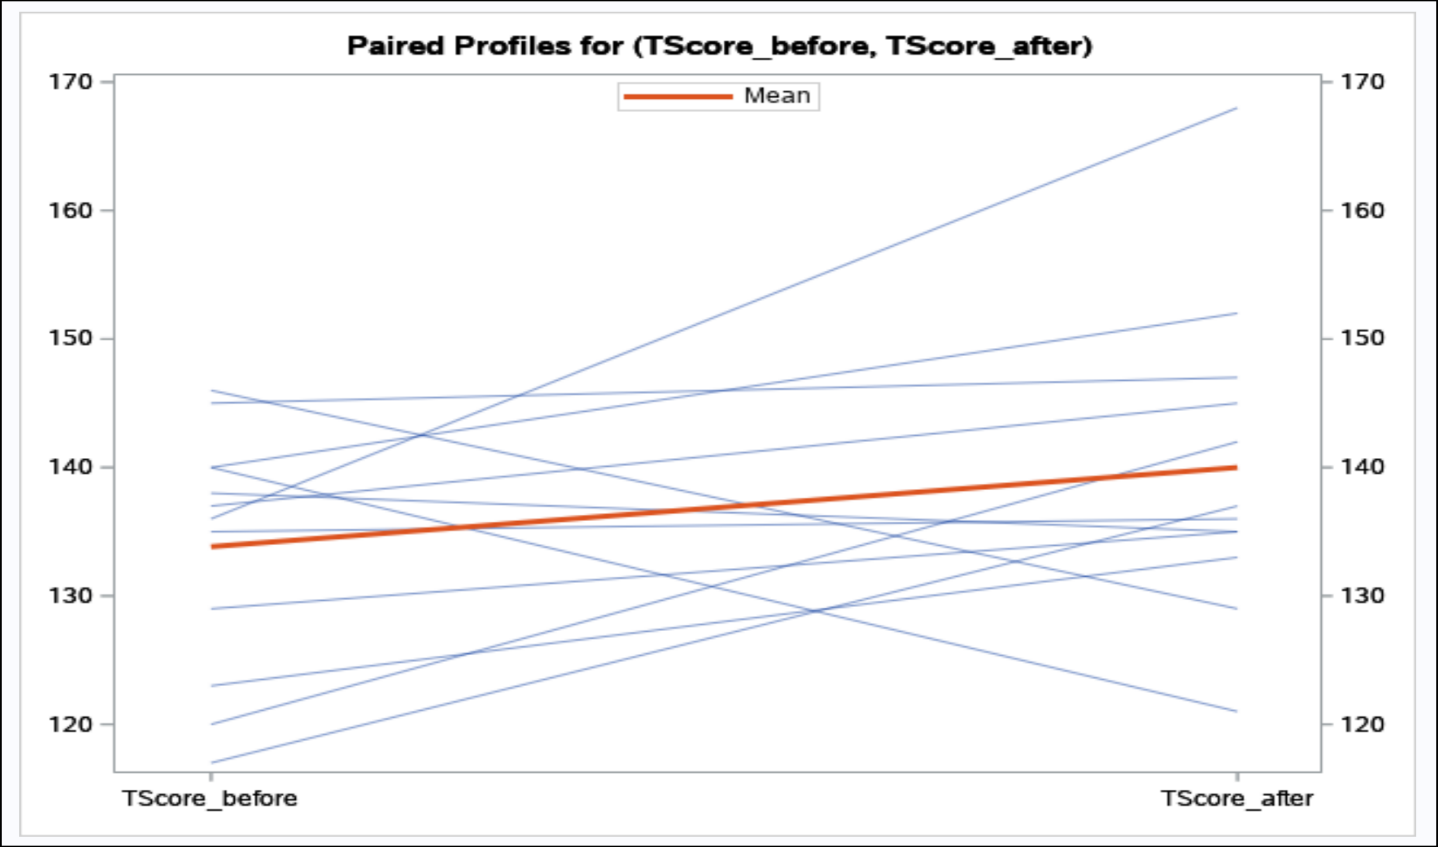 Paired Profiles for (TScore_before, TScore_after)
Mean
170 170
160 160
150 150
140 140
130 130
120 120
TScore_before TScore_after